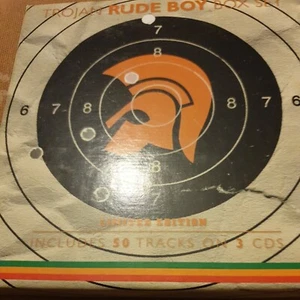 TROJAN RUDE BOY BOX SET
7
8
6 7 8 8 7 6
7
LIMITED EDITION
INCLUDES 50 TRACKS ON 3 CDS